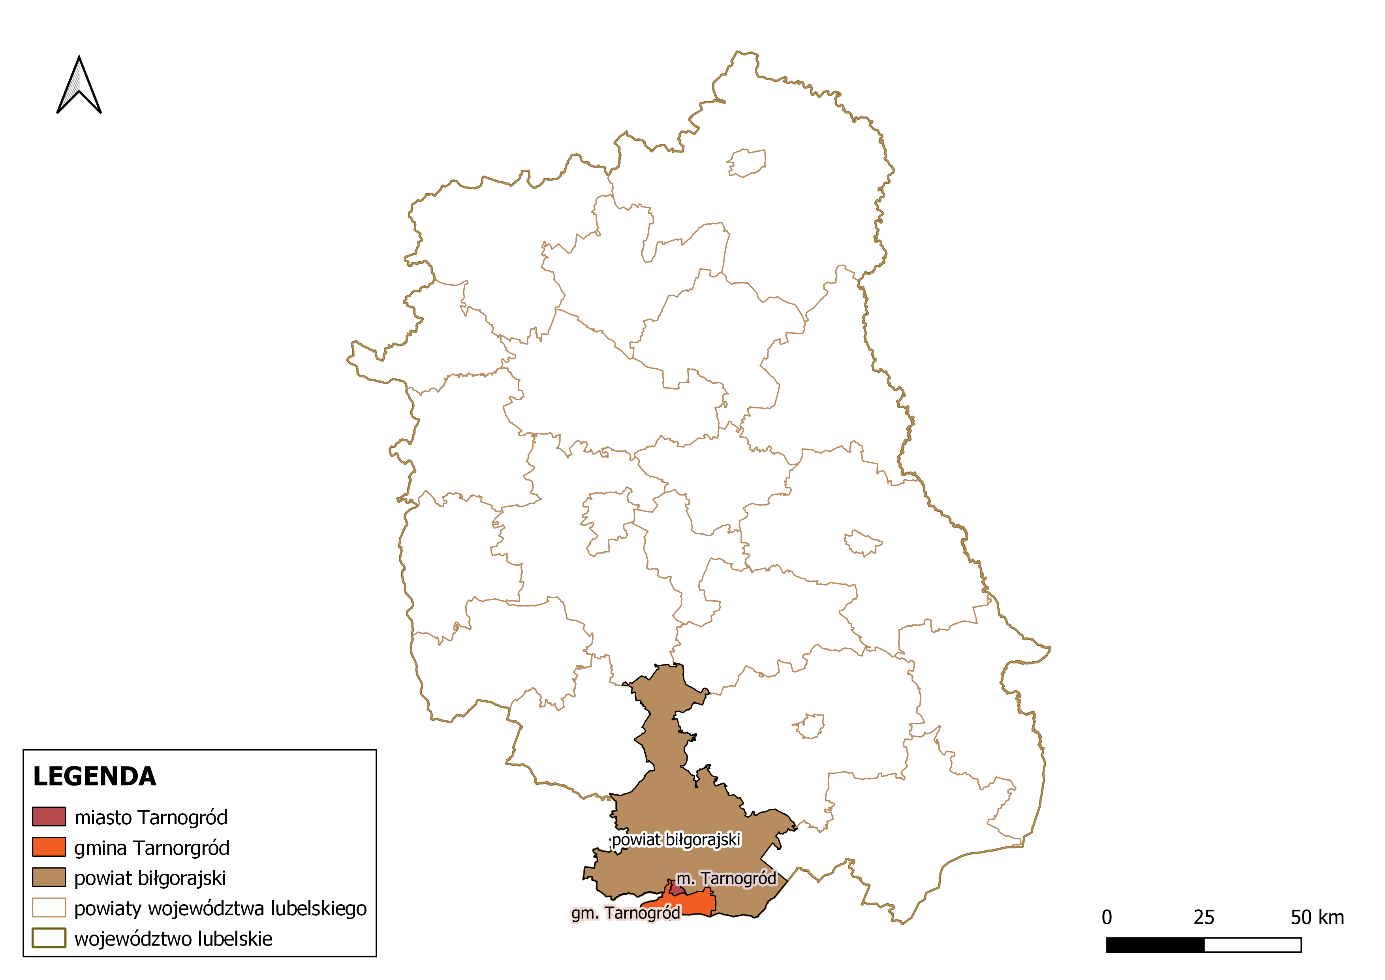 powiat biłgorajski
m. Tarnogród
gm. Tarnogród
LEGENDA
miasto Tarnogród
gmina Tarnorgród
powiat biłgorajski
powiaty województwa lubelskiego
województwo lubelskie
0 25 50 km